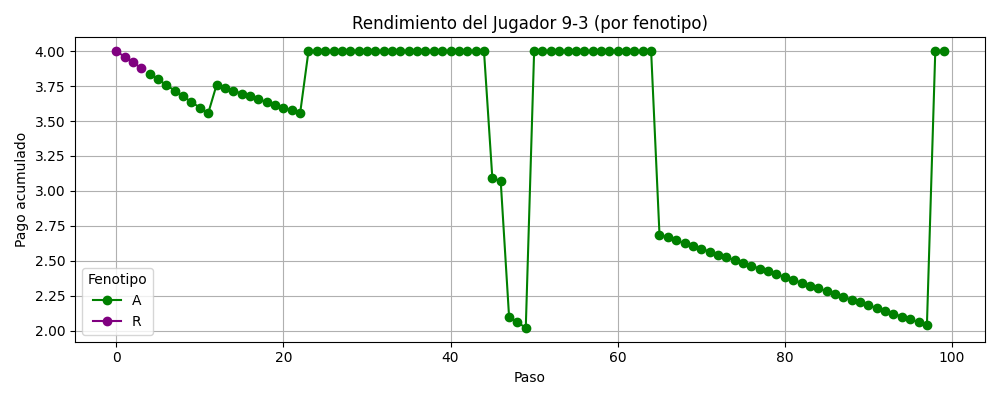 Rendimiento del Jugador 9-3 (por fenotipo)
Pago acumulado
4.00
3.75
3.50
3.25
3.00
2.75
2.50
2.25
2.00
Fenotipo
A
R
0 20 40 60 80 100
Paso